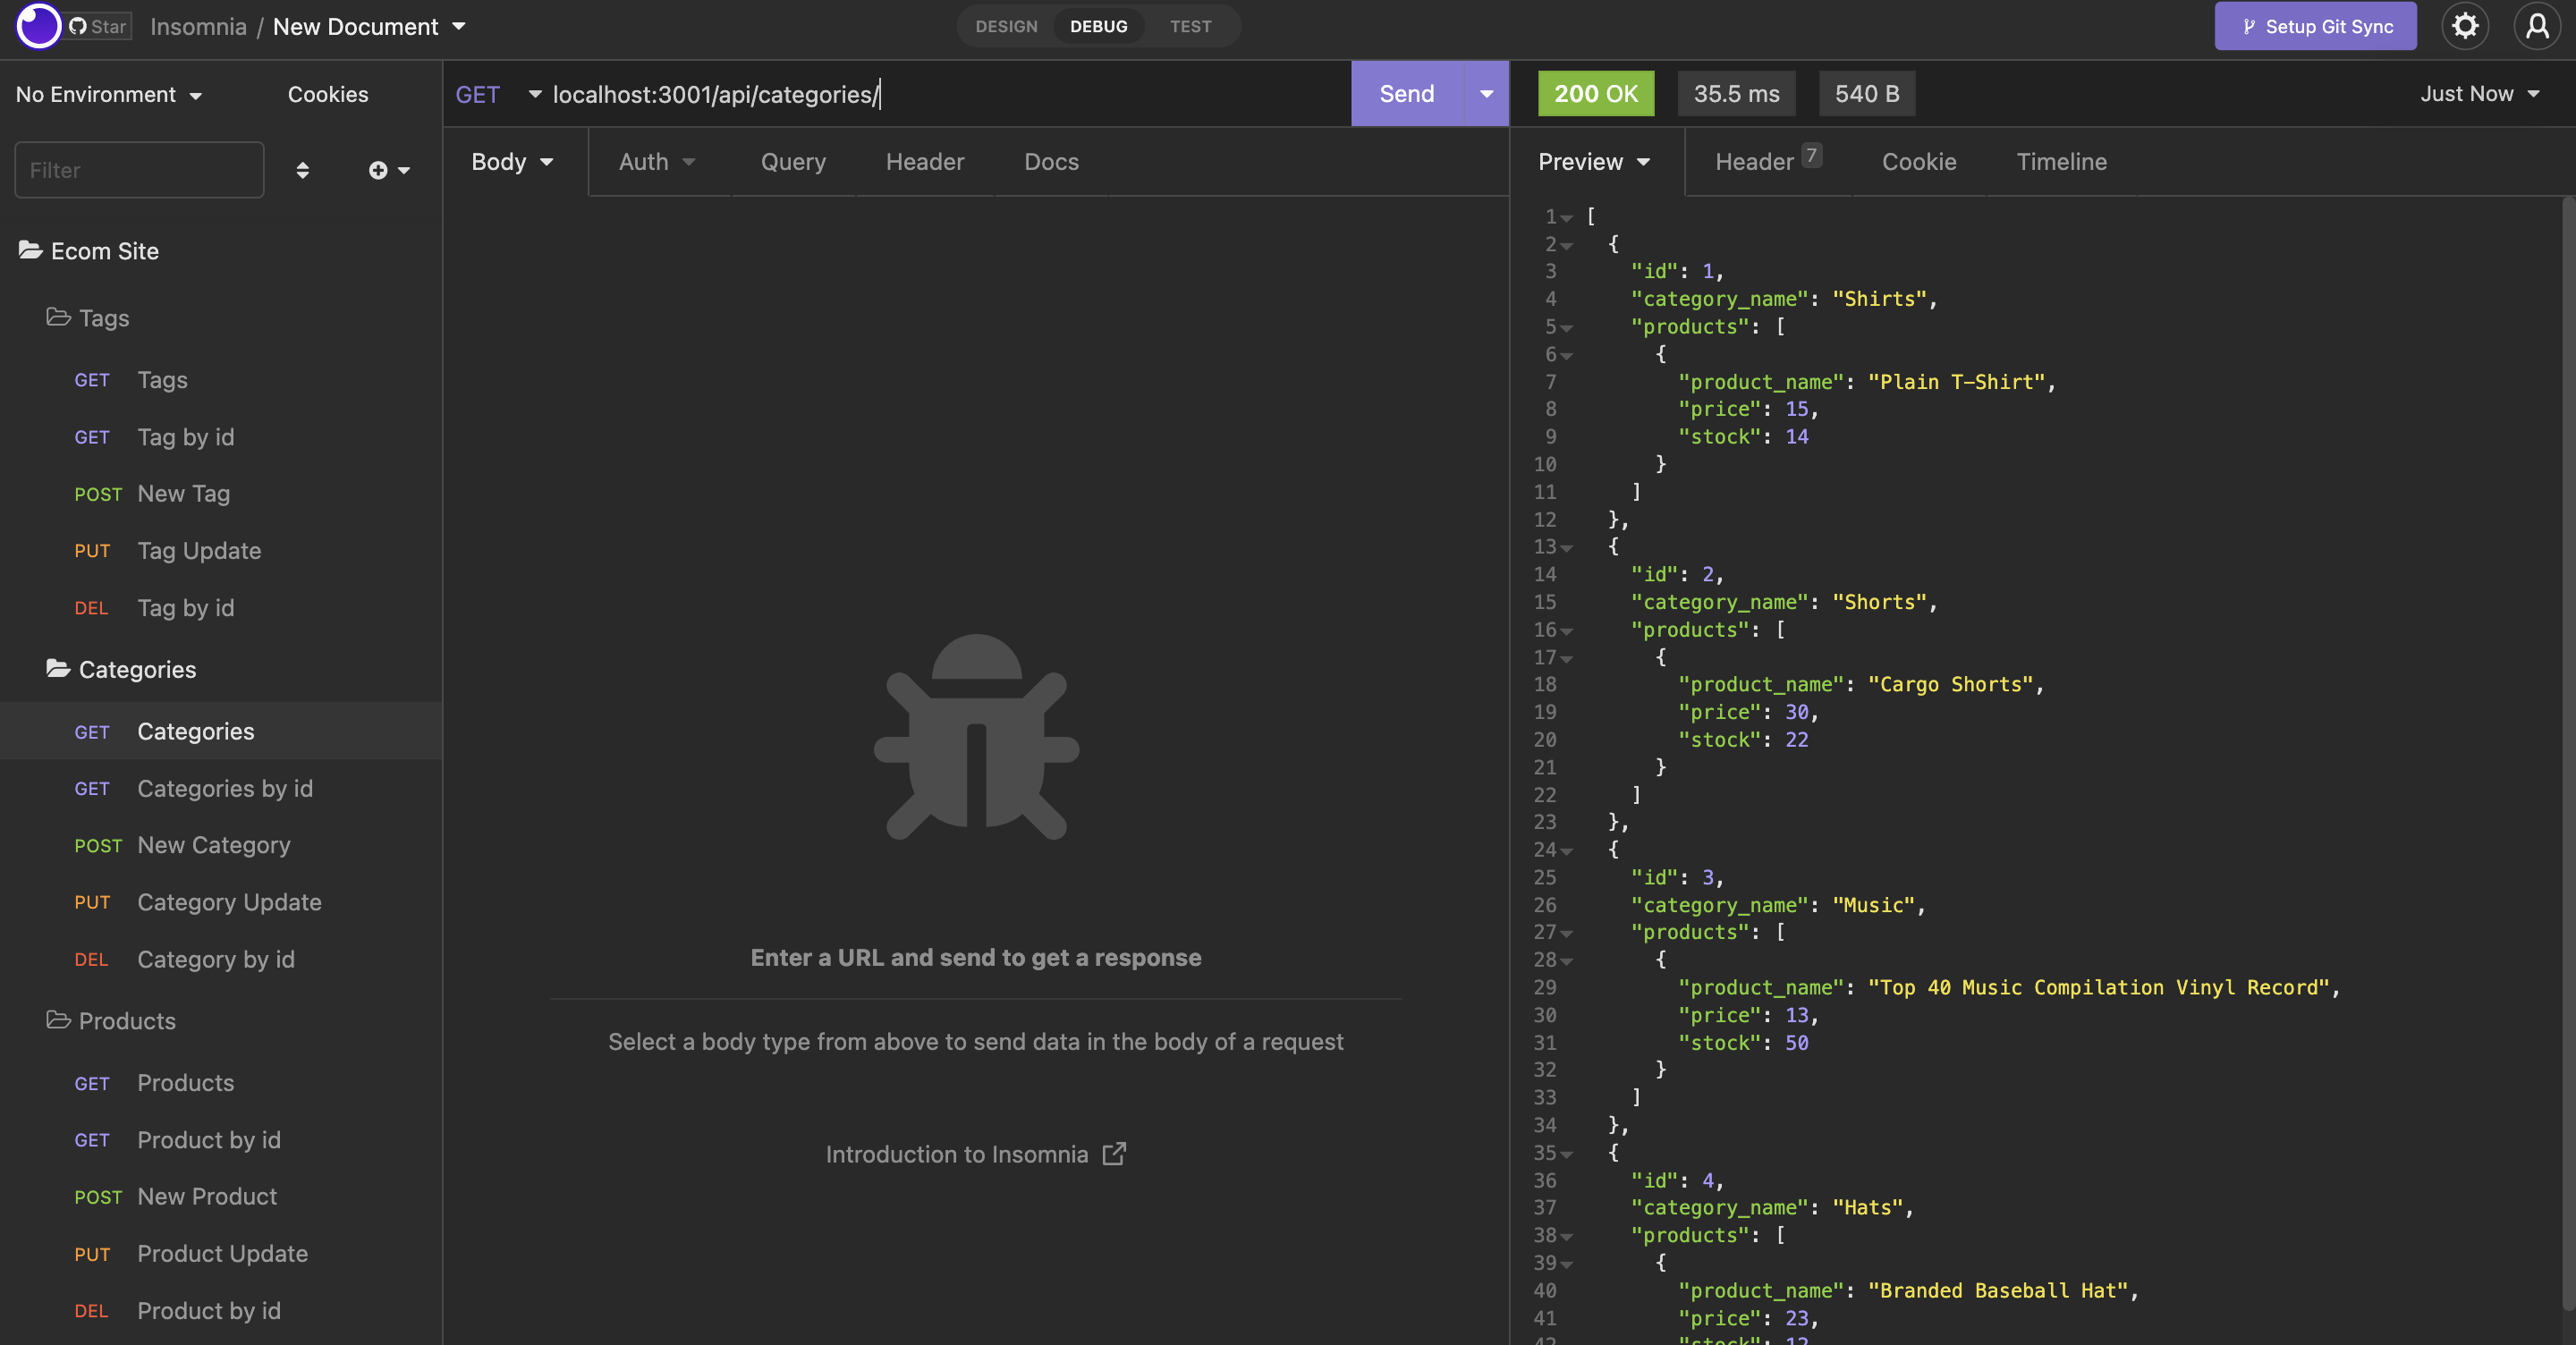 Star Insomnia / New Document DESIGN DEBUG TEST Setup Git Sync
No Environment Cookies
Filter
Ecom Site
Tags
GET Tags
GET Tag by id
POST New Tag
PUT Tag Update
DEL Tag by id
Categories
GET Categories
GET Categories by id
POST New Category
PUT Category Update
DEL Category by id
Products
GET Products
GET Product by id
POST New Product
PUT Product Update
DEL Product by id
GET localhost:3001/api/categories/ Send
Body Auth Query Header Docs
Enter a URL and send to get a response
Select a body type from above to send data in the body of a request
Introduction to Insomnia
200 OK 35.5 ms 540 B Just Now
Preview Header 7 Cookie Timeline
1 [
2 {
3 "id": 1,
4 "category_name": "Shirts",
5 "products": [
6 {
7 "product_name": "Plain T-Shirt",
8 "price": 15,
9 "stock": 14
10 }
11 ]
12 },
13 {
14 "id": 2,
15 "category_name": "Shorts",
16 "products": [
17 {
18 "product_name": "Cargo Shorts",
19 "price": 30,
20 "stock": 22
21 }
22 ]
23 },
24 {
25 "id": 3,
26 "category_name": "Music",
27 "products": [
28 {
29 "product_name": "Top 40 Music Compilation Vinyl Record",
30 "price": 13,
31 "stock": 50
32 }
33 ]
34 },
35 {
36 "id": 4,
37 "category_name": "Hats",
38 "products": [
39 {
40 "product_name": "Branded Baseball Hat",
41 "price": 23,
42 "stock": 12